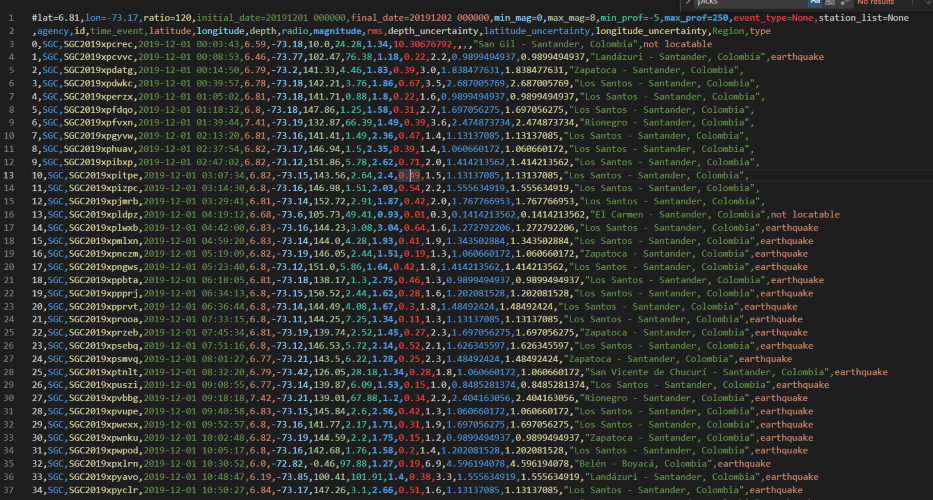 picks
Aa
No results
1 #lat=6.81,lon=-73.17,ratio=120,initial_date=20191201 000000,final_date=20191202 000000,min_mag=0,max_mag=8,min_prof=-5,max_prof=250,event_type=None,station_list=None
2 ,agency,id,time_event,latitude,longitude,depth,radio,magnitude,rms,depth_uncertainty,latitude_uncertainty,longitude_uncertainty,Region,type
3 0,SGC,SGC2019xpcrec,2019-12-01 00:03:43,6.59,-73.18,10.0,24.28,1.34,10.30676792,,,,"San Gil - Santander, Colombia",not locatable
4 1,SGC,SGC2019xpcvvc,2019-12-01 00:08:53,6.46,-73.77,102.47,76.38,1.18,0.22,2.2,0.9899494937,0.9899494937,"Landázuri - Santander, Colombia",earthquake
5 2,SGC,SGC2019xpdatg,2019-12-01 00:14:50,6.79,-73.2,141.33,4.46,1.83,0.39,3.0,1.838477631,1.838477631,"Zapatoca - Santander, Colombia",
6 3,SGC,SGC2019xpdwkc,2019-12-01 00:39:57,6.78,-73.18,142.21,3.76,1.86,0.67,3.5,2.687005769,2.687005769,"Los Santos - Santander, Colombia",
7 4,SGC,SGC2019xperzx,2019-12-01 01:05:02,6.81,-73.18,141.71,0.88,1.8,0.22,1.6,0.9899494937,0.9899494937,"Los Santos - Santander, Colombia",
8 5,SGC,SGC2019xpfdqo,2019-12-01 01:18:32,6.8,-73.18,147.86,1.25,1.58,0.31,2.7,1.697056275,1.697056275,"Los Santos - Santander, Colombia",
9 6,SGC,SGC2019xpfvxn,2019-12-01 01:39:44,7.41,-73.19,132.87,66.39,1.49,0.39,3.6,2.474873734,2.474873734,"Rionegro - Santander, Colombia",
10 7,SGC,SGC2019xpgyvw,2019-12-01 02:13:20,6.81,-73.16,141.41,1.49,2.36,0.47,1.4,1.13137085,1.13137085,"Los Santos - Santander, Colombia",
11 8,SGC,SGC2019xphuav,2019-12-01 02:37:54,6.82,-73.17,146.94,1.5,2.35,0.39,1.4,1.060660172,1.060660172,"Los Santos - Santander, Colombia",
12 9,SGC,SGC2019xpibxp,2019-12-01 02:47:02,6.82,-73.12,151.86,5.78,2.62,0.71,2.0,1.414213562,1.414213562,"Los Santos - Santander, Colombia",
13 10,SGC,SGC2019xpitpe,2019-12-01 03:07:34,6.82,-73.15,143.56,2.64,2.4,0.39,1.5,1.13137085,1.13137085,"Los Santos - Santander, Colombia",
14 11,SGC,SGC2019xpizpc,2019-12-01 03:14:30,6.8,-73.16,146.98,1.51,2.03,0.54,2.2,1.555634919,1.555634919,"Los Santos - Santander, Colombia",
15 12,SGC,SGC2019xpjmrb,2019-12-01 03:29:41,6.81,-73.14,152.72,2.91,1.87,0.42,2.0,1.767766953,1.767766953,"Los Santos - Santander, Colombia",
16 13,SGC,SGC2019xpldpz,2019-12-01 04:19:12,6.68,-73.6,105.73,49.41,0.93,0.01,0.3,0.1414213562,0.1414213562,"El Carmen - Santander, Colombia",not locatable
17 14,SGC,SGC2019xplwxb,2019-12-01 04:42:00,6.83,-73.16,144.23,3.08,3.04,0.64,1.6,1.272792206,1.272792206,"Los Santos - Santander, Colombia",earthquake
18 15,SGC,SGC2019xpmlxn,2019-12-01 04:59:20,6.83,-73.14,144.0,4.28,1.93,0.41,1.9,1.343502884,1.343502884,"Los Santos - Santander, Colombia",earthquake
19 16,SGC,SGC2019xpmczm,2019-12-01 05:19:09,6.82,-73.19,146.05,2.44,1.51,0.19,1.3,1.060660172,1.060660172,"Zapatoca - Santander, Colombia",earthquake
20 17,SGC,SGC2019xpngws,2019-12-01 05:23:40,6.8,-73.12,151.0,5.86,1.64,0.42,1.8,1.414213562,1.414213562,"Los Santos - Santander, Colombia",earthquake
21 18,SGC,SGC2019xppbta,2019-12-01 06:18:05,6.81,-73.18,138.17,1.3,2.75,0.46,1.3,0.9899494937,0.9899494937,"Los Santos - Santander, Colombia",earthquake
22 19,SGC,SGC2019xppprj,2019-12-01 06:34:13,6.81,-73.15,150.52,2.44,1.62,0.28,1.6,1.202081528,1.202081528,"Los Santos - Santander, Colombia",earthquake
23 20,SGC,SGC2019xpprvt,2019-12-01 06:36:44,6.84,-73.14,144.49,4.08,1.67,0.3,1.8,1.48492424,1.48492424,"Los Santos - Santander, Colombia",earthquake
24 21,SGC,SGC2019xprooa,2019-12-01 07:33:15,6.8,-73.11,144.25,7.25,1.34,0.11,1.3,1.13137085,1.13137085,"Los Santos - Santander, Colombia",earthquake
25 22,SGC,SGC2019xprzeb,2019-12-01 07:45:34,6.81,-73.19,139.74,2.52,1.45,0.27,2.3,1.697056275,1.697056275,"Zapatoca - Santander, Colombia",earthquake
26 23,SGC,SGC2019xpsebq,2019-12-01 07:51:16,6.8,-73.12,146.53,5.72,2.14,0.52,2.1,1.626345597,1.626345597,"Los Santos - Santander, Colombia",earthquake
27 24,SGC,SGC2019xpsmvq,2019-12-01 08:01:27,6.77,-73.21,143.5,6.22,1.28,0.25,2.3,1.48492424,1.48492424,"Zapatoca - Santander, Colombia",earthquake
28 25,SGC,SGC2019xptnlt,2019-12-01 08:32:20,6.79,-73.42,126.05,28.18,1.34,0.28,1.8,1.060660172,1.060660172,"San Vicente de Chucurí - Santander, Colombia",earthquake
29 26,SGC,SGC2019xpuszi,2019-12-01 09:08:55,6.77,-73.14,139.87,6.09,1.53,0.15,1.0,0.8485281374,0.8485281374,"Los Santos - Santander, Colombia",earthquake
30 27,SGC,SGC2019xpvbbg,2019-12-01 09:18:18,7.42,-73.21,139.01,67.88,1.2,0.34,2.2,2.404163056,2.404163056,"Rionegro - Santander, Colombia",earthquake
31 28,SGC,SGC2019xpvupe,2019-12-01 09:40:58,6.83,-73.15,145.84,2.6,2.56,0.42,1.3,1.060660172,1.060660172,"Los Santos - Santander, Colombia",earthquake
32 29,SGC,SGC2019xpwexx,2019-12-01 09:52:57,6.8,-73.16,141.77,2.17,1.71,0.31,1.9,1.697056275,1.697056275,"Los Santos - Santander, Colombia",earthquake
33 30,SGC,SGC2019xpwnku,2019-12-01 10:02:48,6.82,-73.19,144.59,2.2,1.75,0.15,1.2,0.9899494937,0.9899494937,"Zapatoca - Santander, Colombia",earthquake
34 31,SGC,SGC2019xpwpod,2019-12-01 10:05:17,6.8,-73.16,142.68,1.76,1.58,0.2,1.4,1.202081528,1.202081528,"Los Santos - Santander, Colombia",earthquake
35 32,SGC,SGC2019xpxlrn,2019-12-01 10:30:52,6.0,-72.82,-0.46,97.88,1.27,0.19,6.9,4.596194078,4.596194078,"Belén - Boyacá, Colombia",earthquake
36 33,SGC,SGC2019xpyavo,2019-12-01 10:48:47,6.19,-73.85,100.41,101.91,1.4,0.38,3.3,1.555634919,1.555634919,"Landázuri - Santander, Colombia",earthquake
37 34,SGC,SGC2019xpyclr,2019-12-01 10:50:27,6.84,-73.17,147.26,3.1,2.66,0.51,1.6,1.13137085,1.13137085,"Los Santos - Santander, Colombia",earthquake